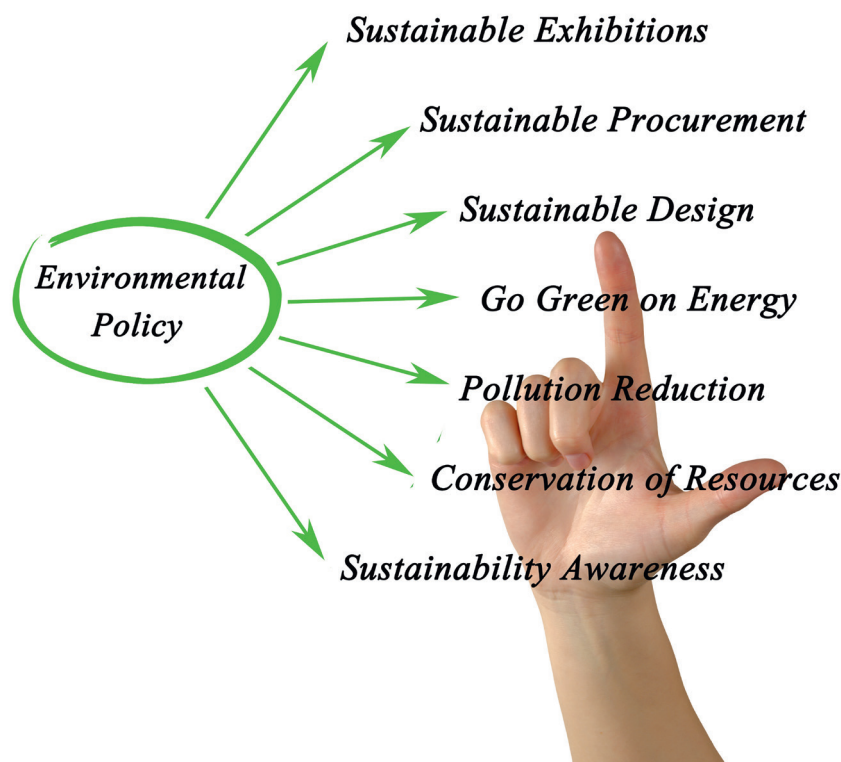 Sustainable Exhibitions
Sustainable Procurement
Sustainable Design
Environmental
Policy
Go Green on Energy
Pollution Reduction
Conservation of Resources
Sustainability Awareness